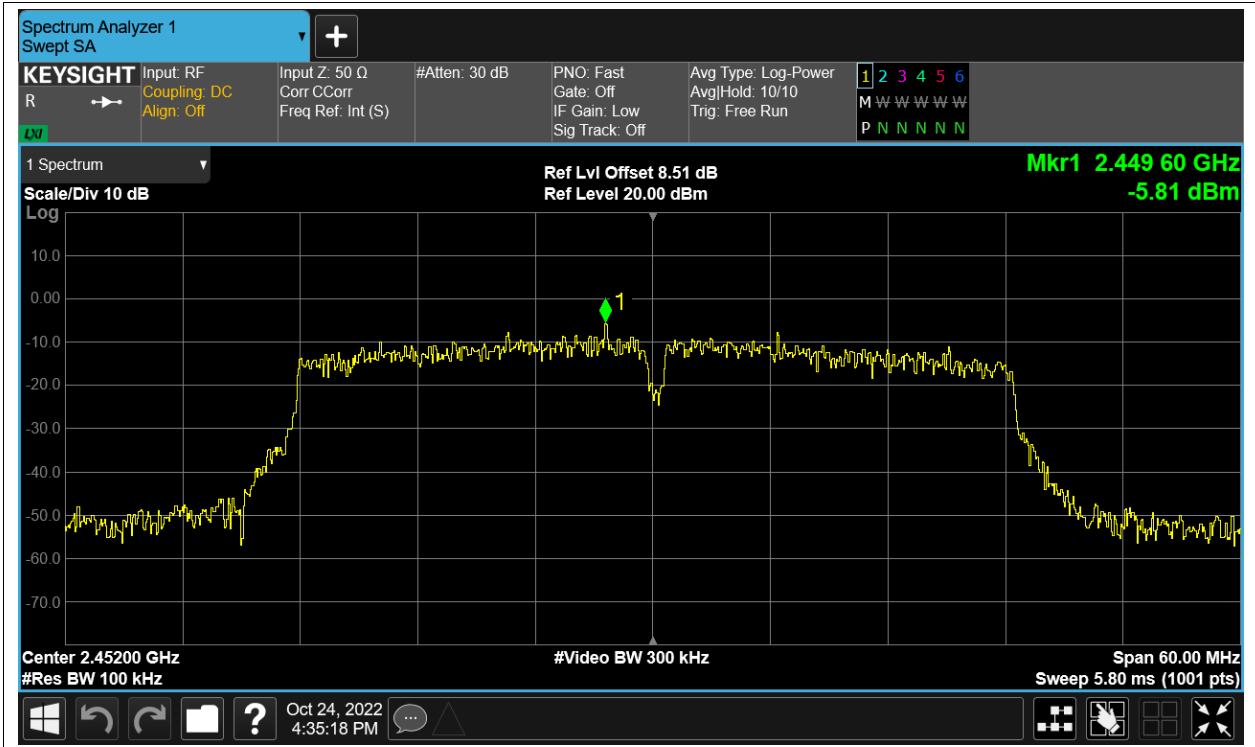 Spectrum Analyzer 1
Swept SA
KEYSIGHT
R
LXI
Input: RF
Coupling: DC
Align: Off
Input Z: 50 Ω
Corr CCorr
Freq Ref: Int (S)
#Atten: 30 dB
PNO: Fast
Gate: Off
IF Gain: Low
Sig Track: Off
Avg Type: Log-Power
Avg|Hold: 10/10
Trig: Free Run
1 2 3 4 5 6
M W W W W W
P N N N N N
1 Spectrum
Scale/Div 10 dB
Log
Ref Lvl Offset 8.51 dB
Ref Level 20.00 dBm
Mkr1 2.449 60 GHz
-5.81 dBm
10.0
0.00
-10.0
-20.0
-30.0
-40.0
-50.0
-60.0
-70.0
1
Center 2.45200 GHz
#Res BW 100 kHz
#Video BW 300 kHz
Span 60.00 MHz
Sweep 5.80 ms (1001 pts)
?
Oct 24, 2022
4:35:18 PM